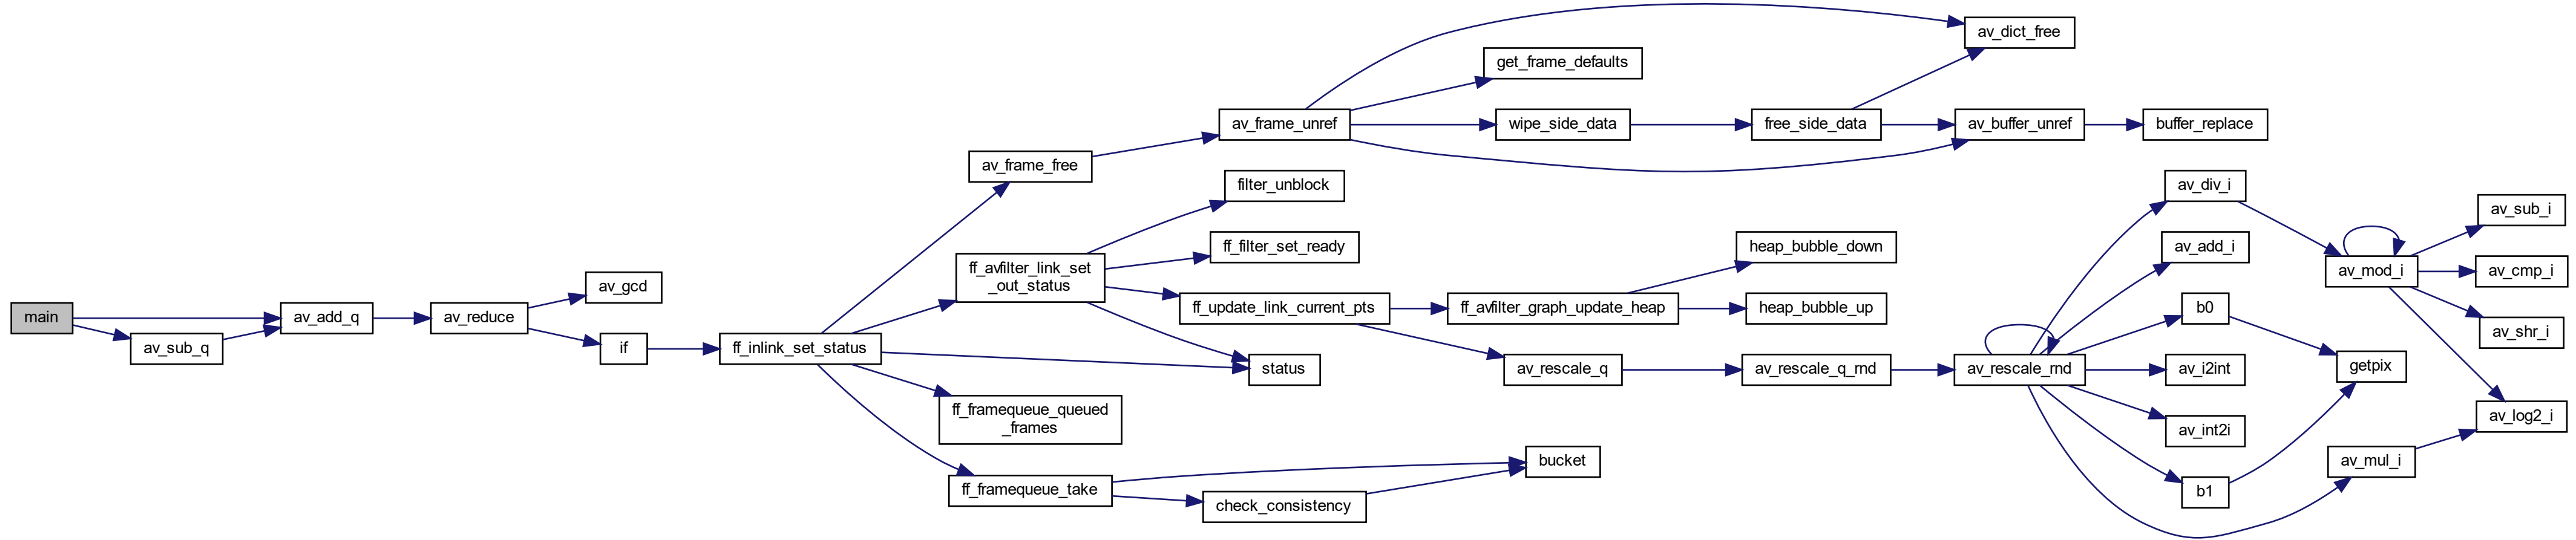 main
av_sub_q
av_add_q
av_reduce
av_gcd
if
ff_inlink_set_status
av_frame_free
ff_avfilter_link_set
_out_status
ff_framequeue_queued
_frames
ff_framequeue_take
av_frame_unref
filter_unblock
ff_filter_set_ready
ff_update_link_current_pts
status
check_consistency
bucket
get_frame_defaults
wipe_side_data
ff_avfilter_graph_update_heap
av_rescale_q
free_side_data
heap_bubble_down
heap_bubble_up
av_rescale_q_rnd
av_dict_free
av_buffer_unref
av_rescale_rnd
buffer_replace
av_div_i
av_add_i
b0
av_i2int
av_int2i
b1
av_mod_i
getpix
av_mul_i
av_sub_i
av_cmp_i
av_shr_i
av_log2_i